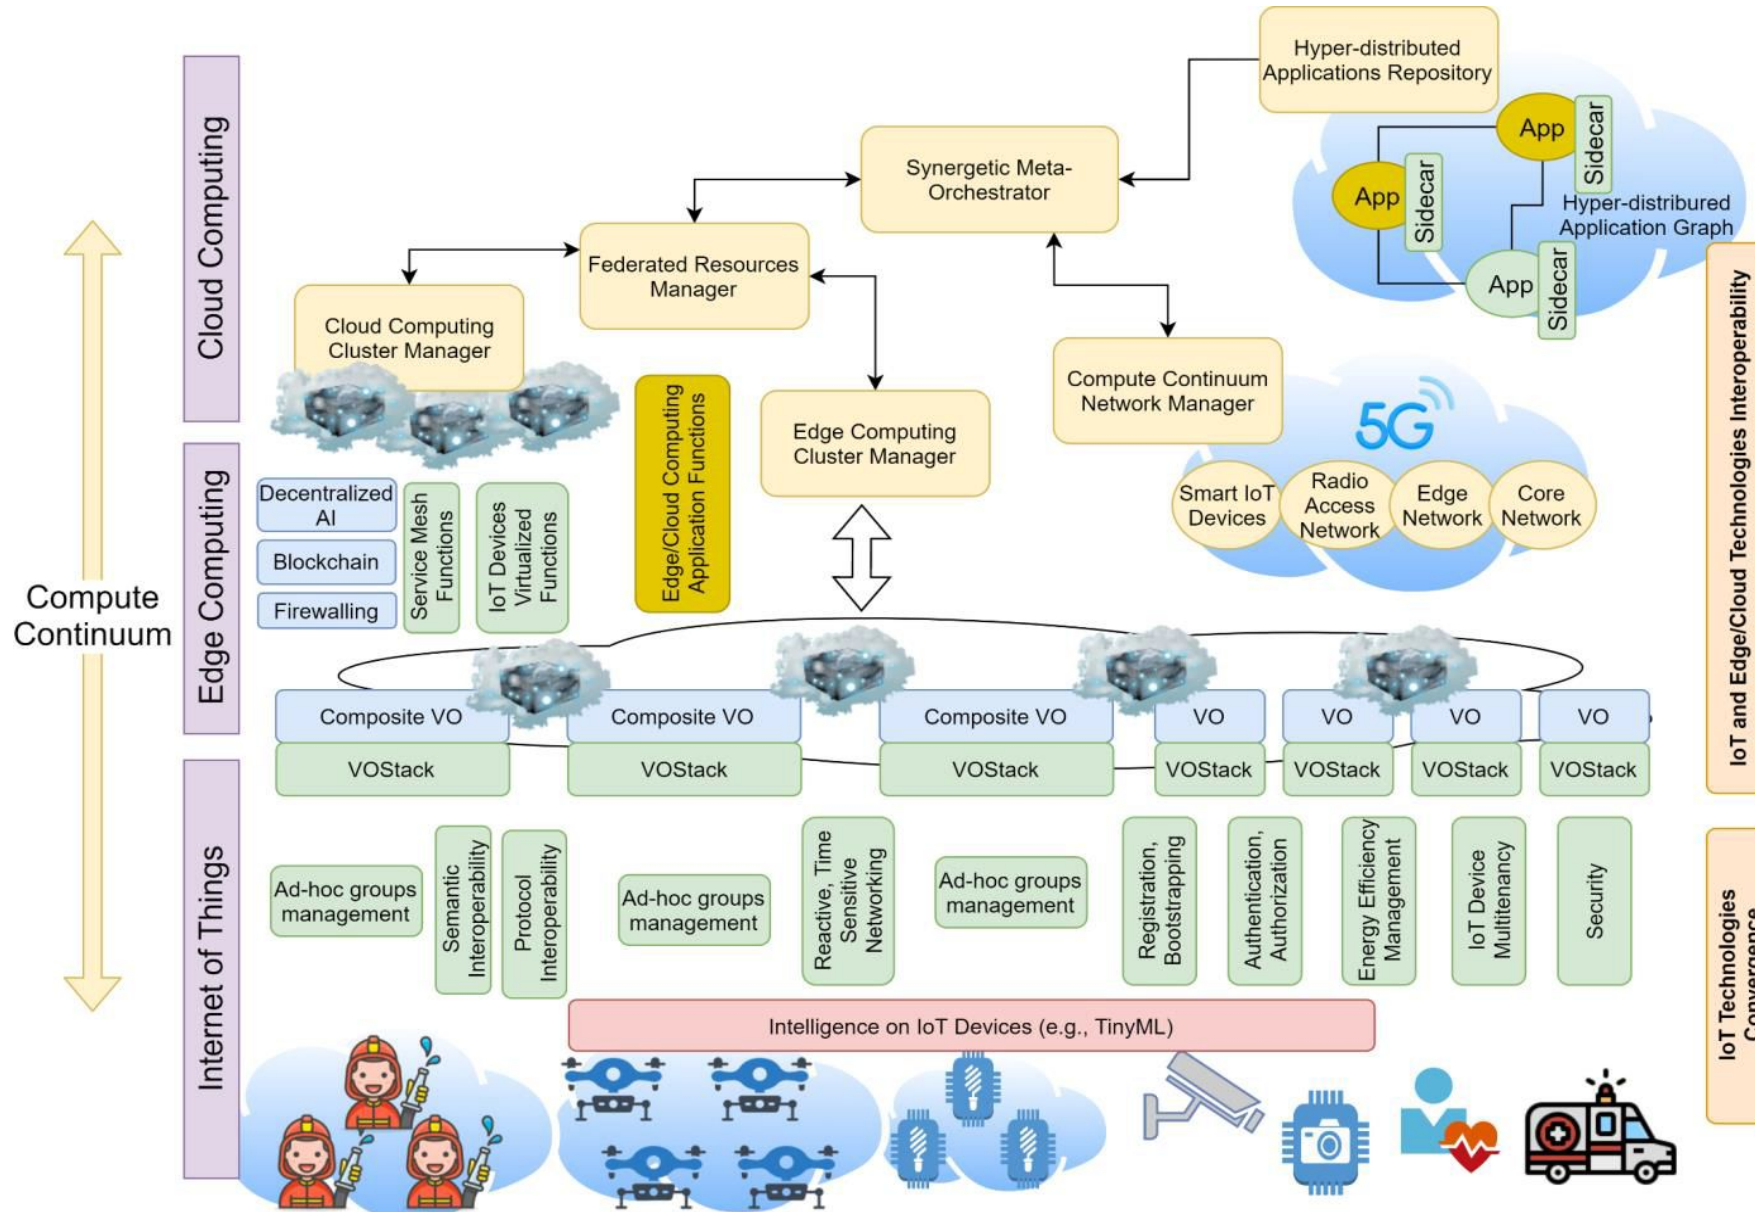 Hyper-distributed
Applications Repository
App
Sidecar
App
Sidecar
Hyper-distribured
Application Graph
App
Sidecar
Synergetic Meta-
Orchestrator
Federated Resources
Manager
Cloud Computing
Cluster Manager
Compute Continuum
Network Manager
Edge Computing
Cluster Manager
Edge/Cloud Computing
Application Functions
5G
Smart IoT
Devices
Radio
Access
Network
Edge
Network
Core
Network
Cloud Computing
Edge Computing
Internet of Things
Compute
Continuum
Decentralized
AI
Blockchain
Firewalling
Service Mesh
Functions
IoT Devices
Virtualized
Functions
Composite VO
Composite VO
Composite VO
VO
VO
VO
VO
VOStack
VOStack
VOStack
VOStack
VOStack
VOStack
VOStack
Ad-hoc groups
management
Semantic
Interoperability
Protocol
Interoperability
Ad-hoc groups
management
Reactive, Time
Sensitive
Networking
Ad-hoc groups
management
Registration,
Bootstrapping
Authentication,
Authorization
Energy Efficiency
Management
IoT Device
Multitenancy
Security
Intelligence on IoT Devices (e.g., TinyML)
IoT and Edge/Cloud Technologies Interoperability
IoT Technologies
Convergence